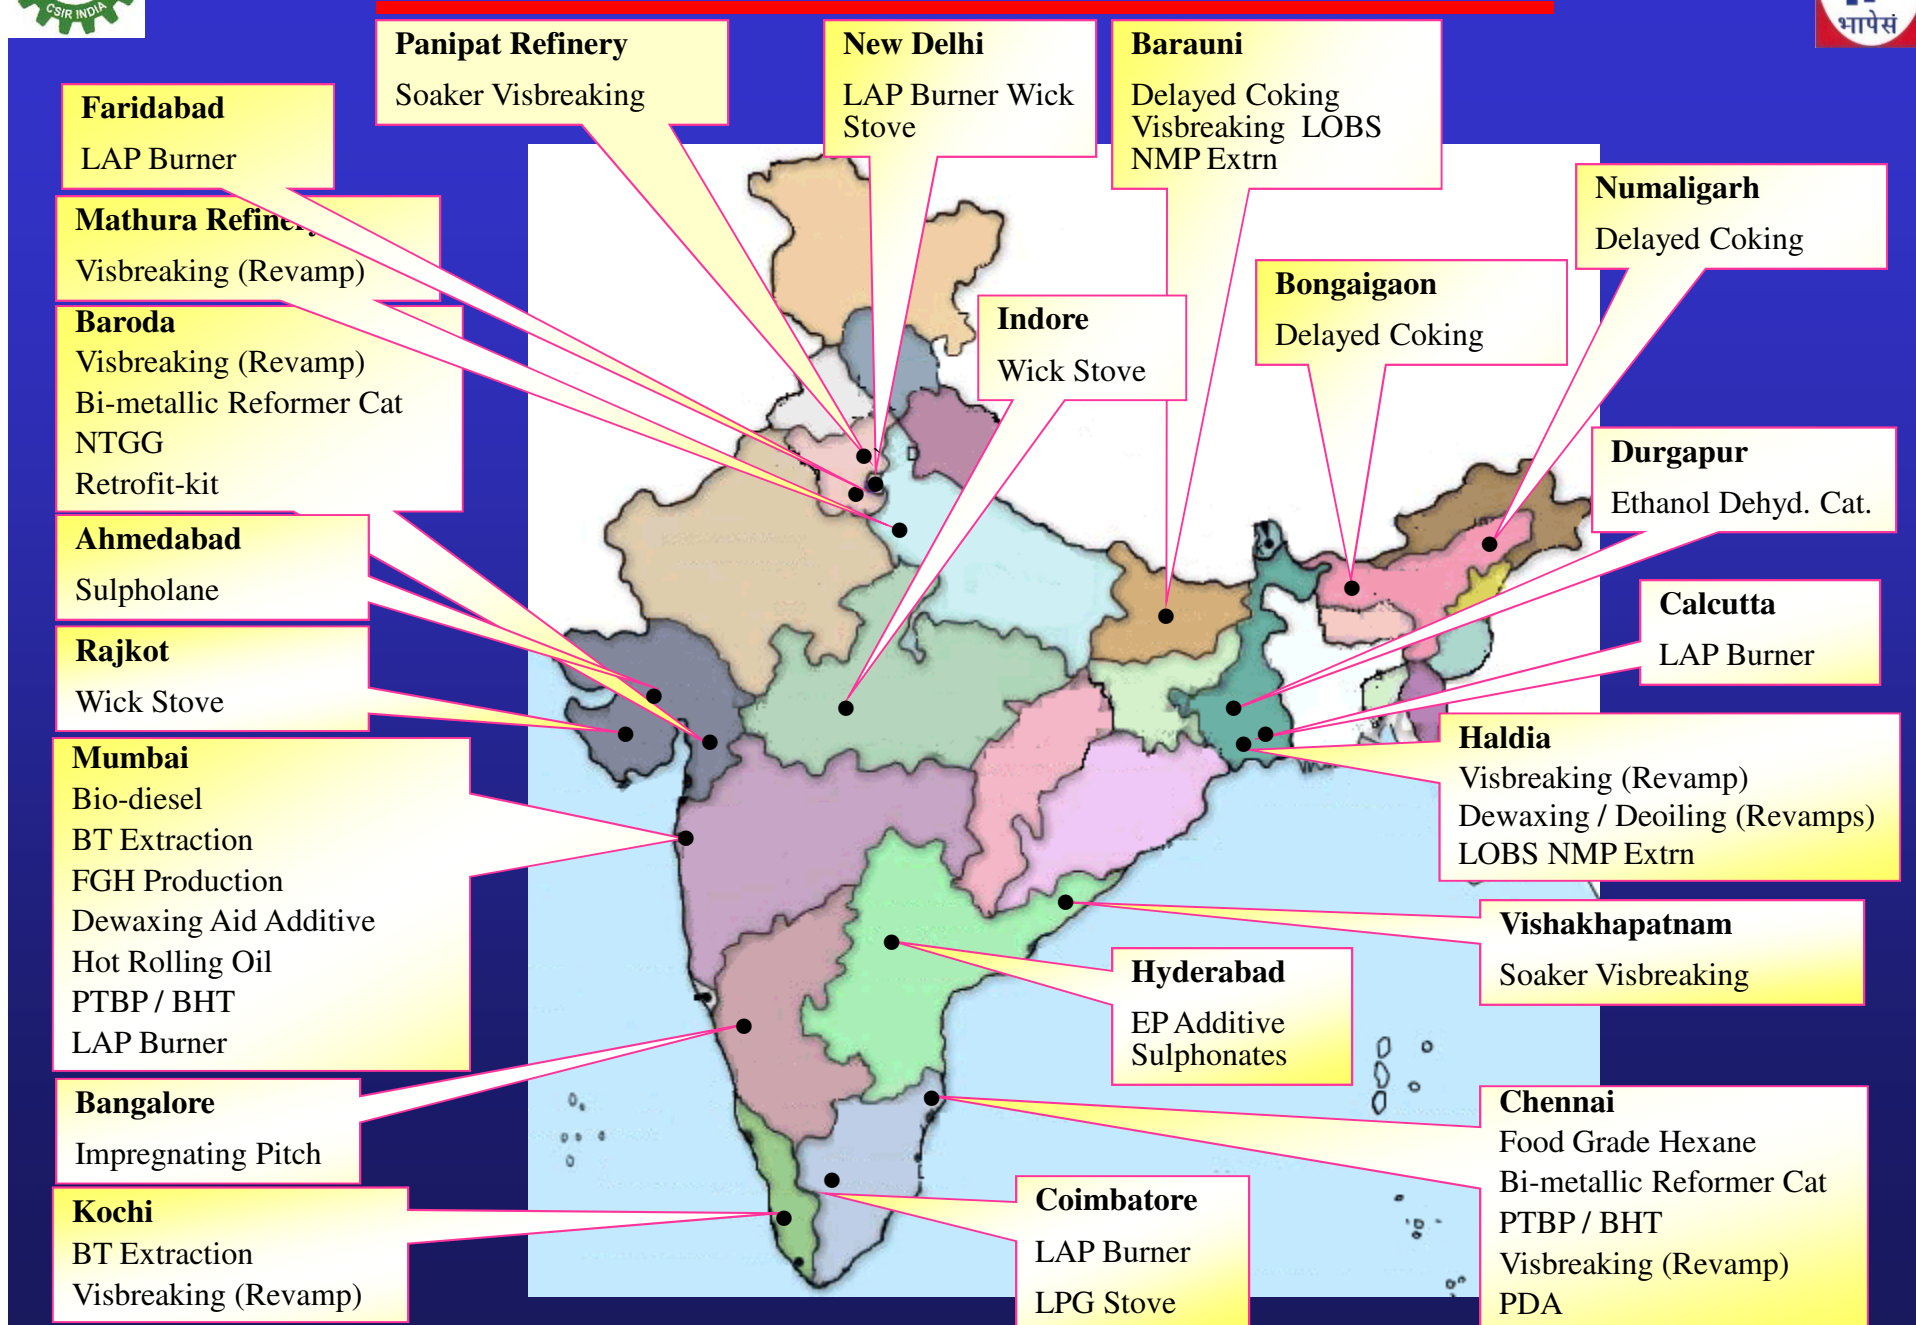 CSIR INDIA
भापेसं
Panipat Refinery
Soaker Visbreaking
New Delhi
LAP Burner Wick
Stove
Barauni
Delayed Coking
Visbreaking LOBS
NMP Extrn
Faridabad
LAP Burner
Numaligarh
Delayed Coking
Mathura Refinery
Visbreaking (Revamp)
Bongaigaon
Delayed Coking
Indore
Wick Stove
Baroda
Visbreaking (Revamp)
Bi-metallic Reformer Cat
NTGG
Retrofit-kit
Durgapur
Ethanol Dehyd. Cat.
Ahmedabad
Sulpholane
Calcutta
LAP Burner
Rajkot
Wick Stove
Haldia
Visbreaking (Revamp)
Dewaxing / Deoiling (Revamps)
LOBS NMP Extrn
Mumbai
Bio-diesel
BT Extraction
FGH Production
Dewaxing Aid Additive
Hot Rolling Oil
PTBP / BHT
LAP Burner
Vishakhapatnam
Soaker Visbreaking
Hyderabad
EP Additive
Sulphonates
Bangalore
Impregnating Pitch
Chennai
Food Grade Hexane
Bi-metallic Reformer Cat
PTBP / BHT
Visbreaking (Revamp)
PDA
Kochi
BT Extraction
Visbreaking (Revamp)
Coimbatore
LAP Burner
LPG Stove